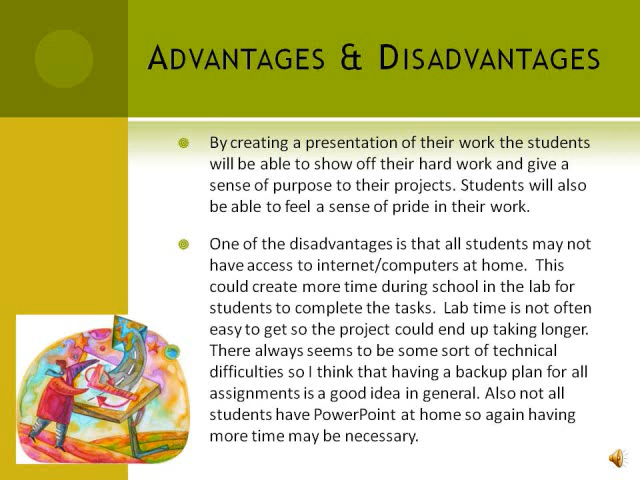 ADVANTAGES & DISADVANTAGES
By creating a presentation of their work the students
will be able to show off their hard work and give a
sense of purpose to their projects. Students will also
be able to feel a sense of pride in their work.
One of the disadvantages is that all students may not
have access to internet/computers at home.  This
could create more time during school in the lab for
students to complete the tasks.  Lab time is not often
easy to get so the project could end up taking longer.
There always seems to be some sort of technical
difficulties so I think that having a backup plan for all
assignments is a good idea in general. Also not all
students have PowerPoint at home so again having
more time may be necessary.